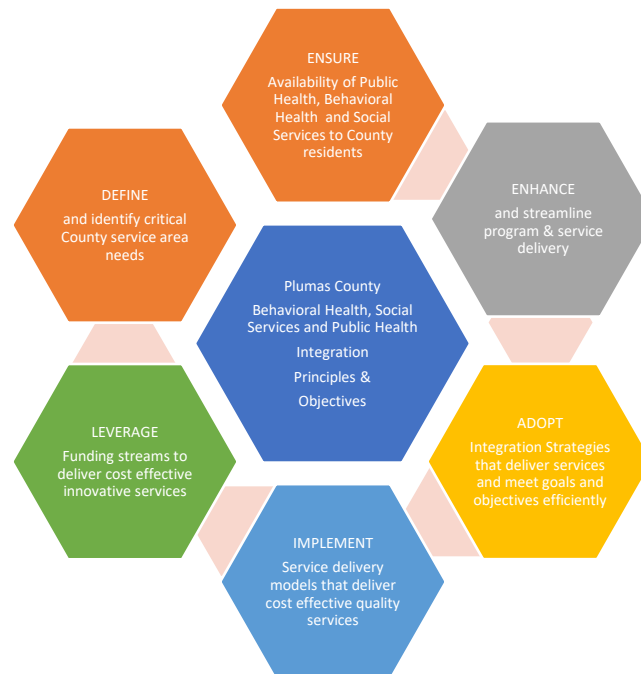 ENSURE
Availability of Public
Health, Behavioral
Health and Social
Services to County
residents
DEFINE
and identify critical
County service area
needs
ENHANCE
and streamline
program & service
delivery
Plumas County
Behavioral Health, Social
Services and Public Health
Integration
Principles &
Objectives
LEVERAGE
Funding streams to
deliver cost effective
innovative services
ADOPT
Integration Strategies
that deliver services
and meet goals and
objectives efficiently
IMPLEMENT
Service delivery
models that deliver
cost effective quality
services